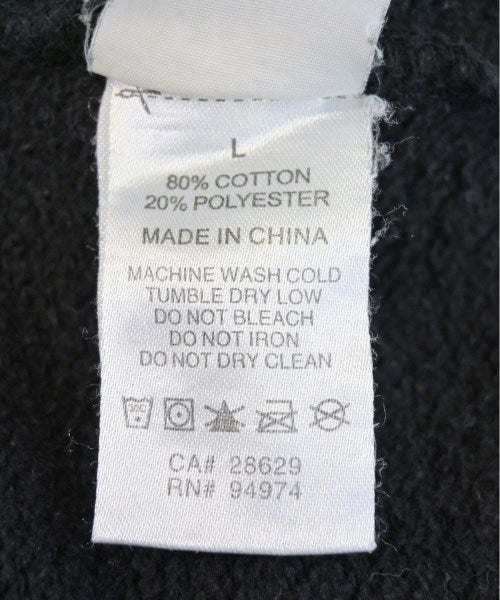 L
80% COTTON
20% POLYESTER
MADE IN CHINA
MACHINE WASH COLD
TUMBLE DRY LOW
DO NOT BLEACH
DO NOT IRON
DO NOT DRY CLEAN
CA# 28629
RN# 94974